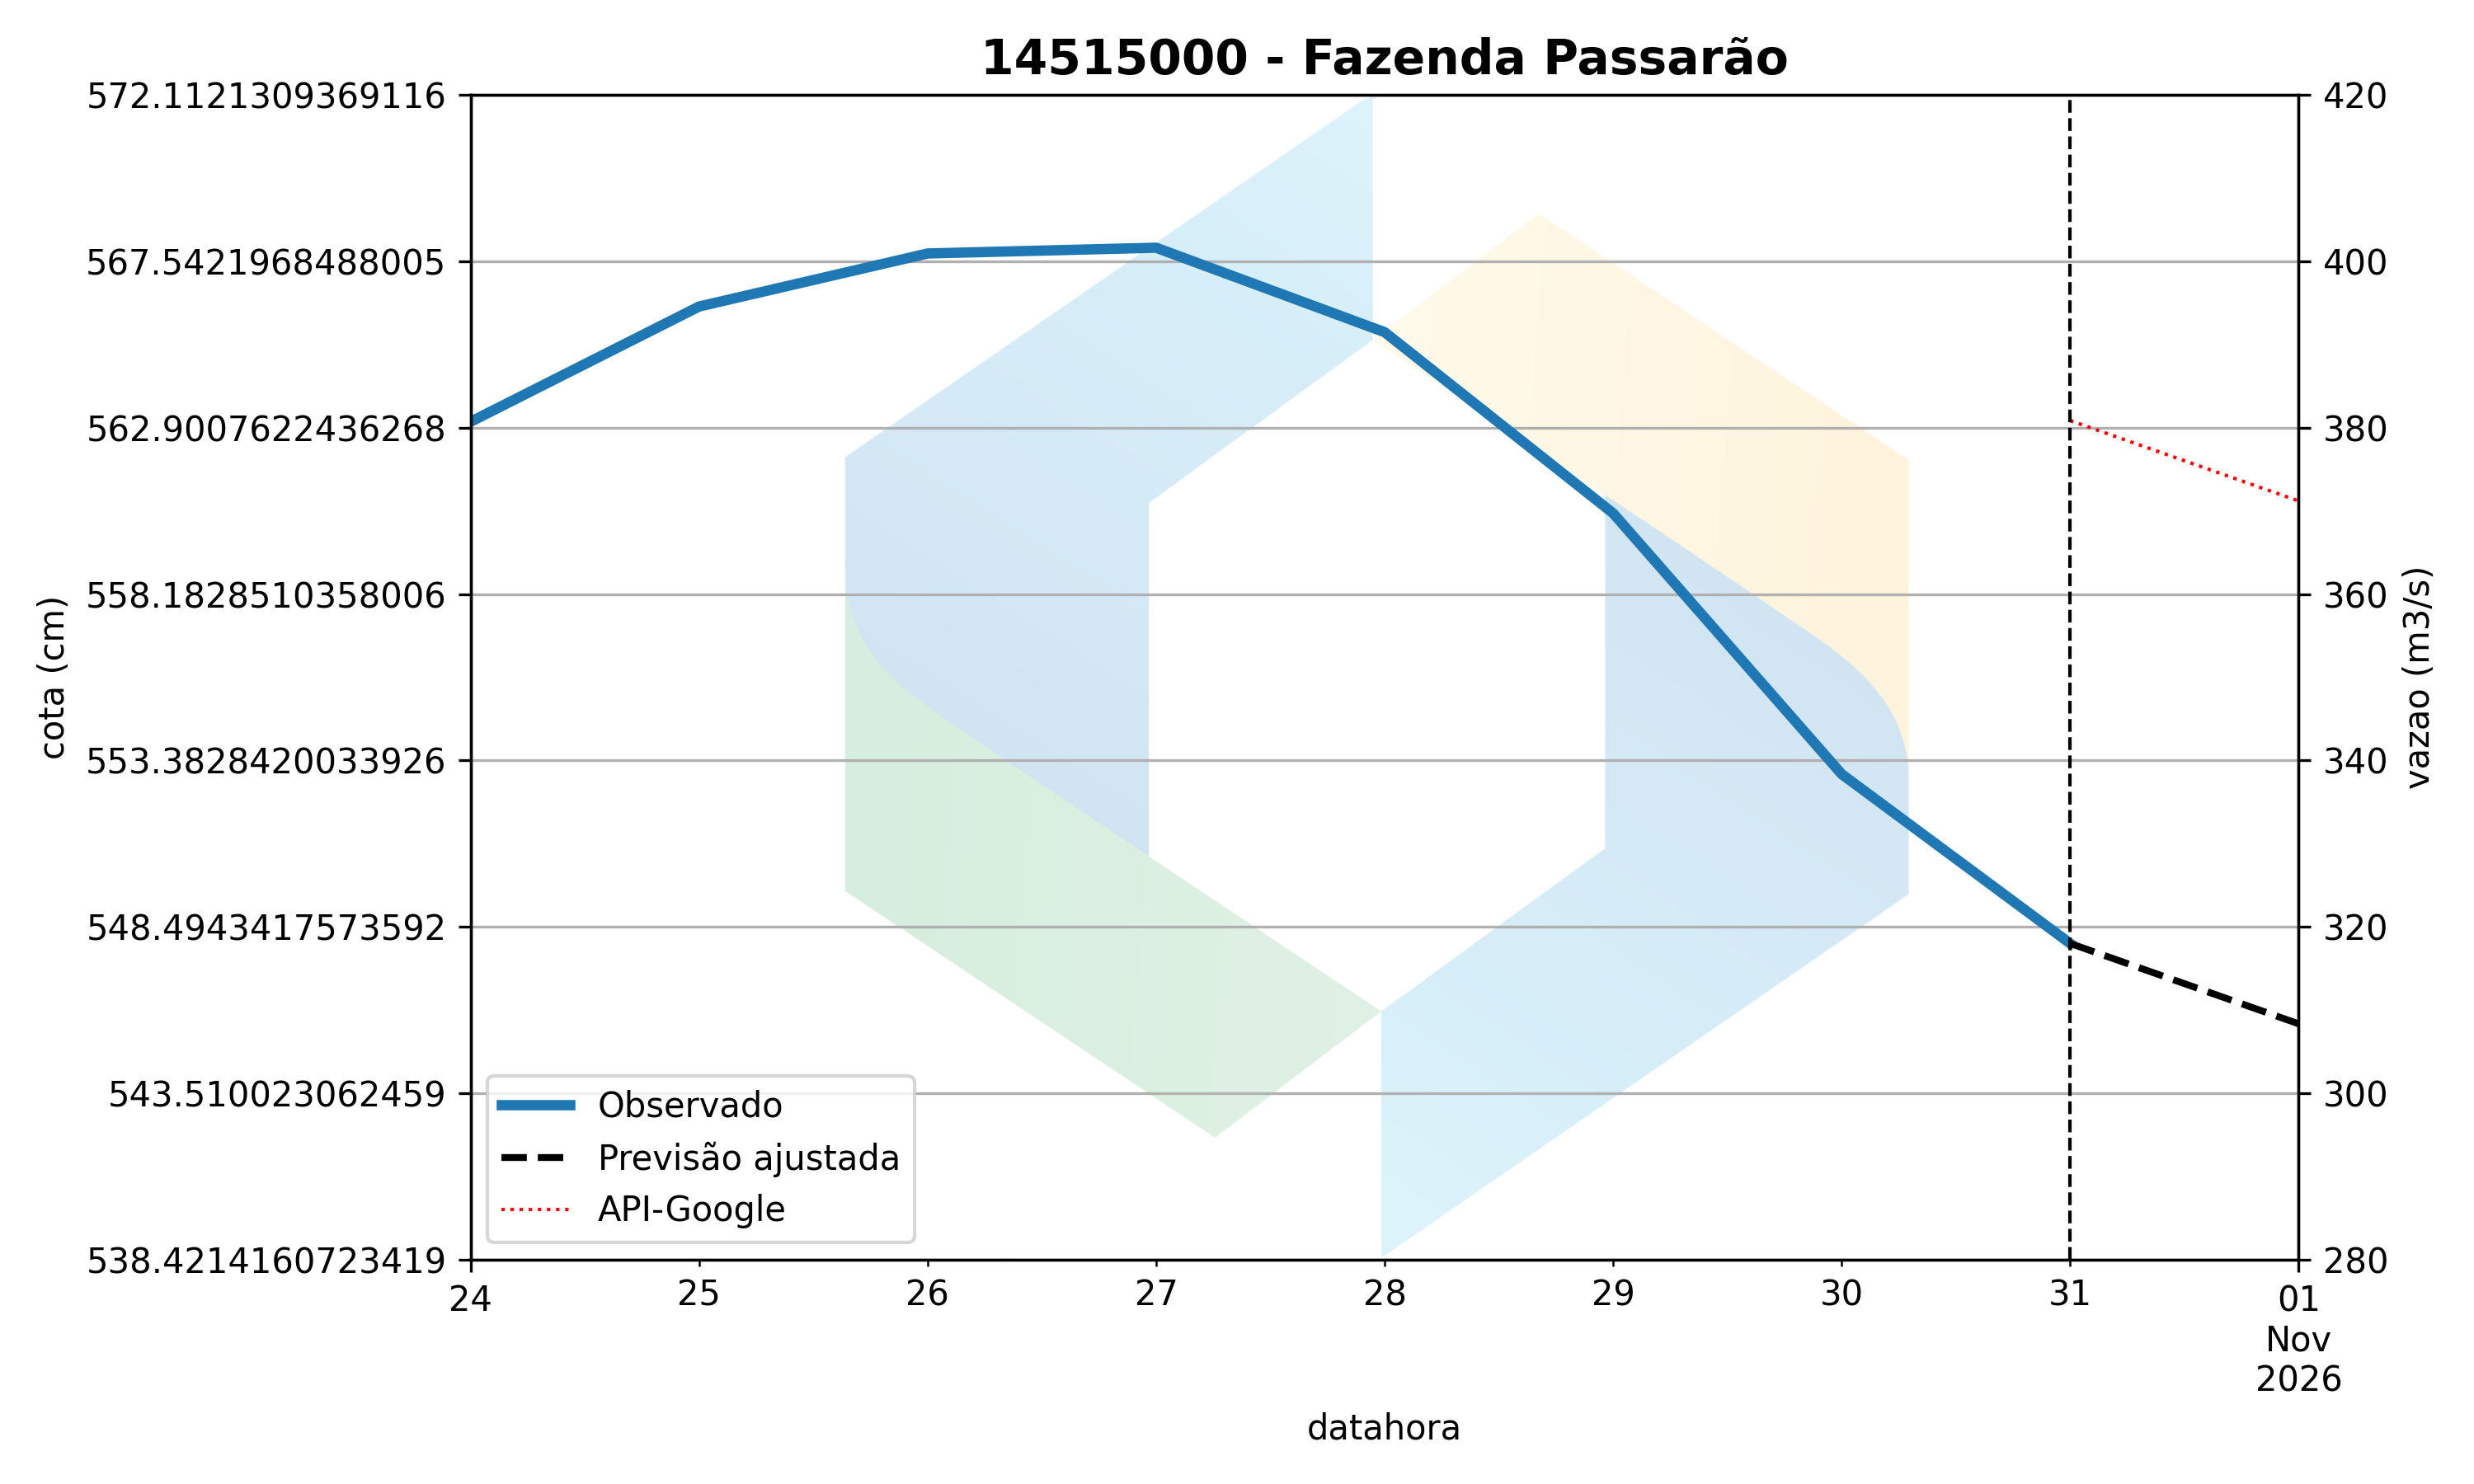 14515000 - Fazenda Passarão
572.1121309369116
567.5421968488005
562.9007622436268
558.1828510358006
553.3828420033926
548.4943417573592
543.510023062459
538.4214160723419
cota (cm)
420
400
380
360
340
320
300
280
vazao (m3/s)
Observado
Previsão ajustada
API-Google
24 25 26 27 28 29 30 31 01
Nov
2026
datahora